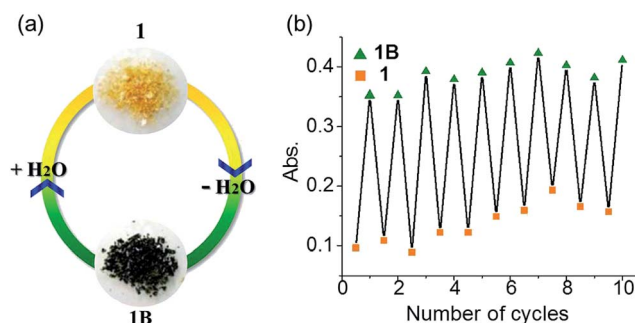 (a)
1
+ H2O
- H2O
1B
(b)
1B
1
Abs.
0.4
0.3
0.2
0.1
0 2 4 6 8 10
Number of cycles